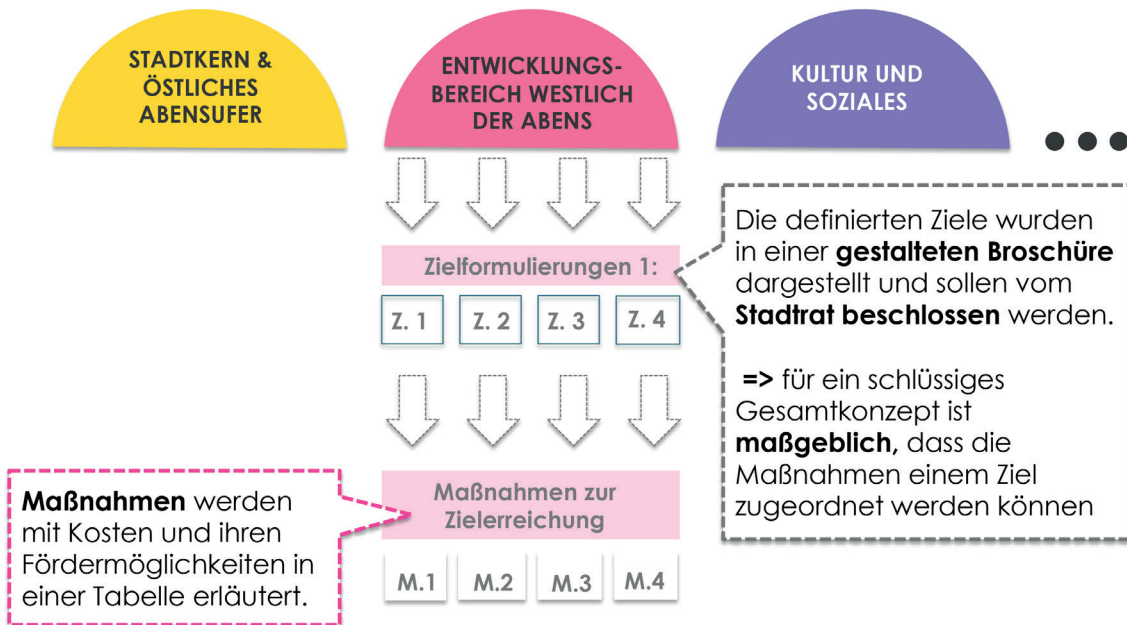 STADTKERN &
ÖSTLICHES
ABENSUFER
ENTWICKLUNGS-
BEREICH WESTLICH
DER ABENS
KULTUR UND
SOZIALES
Zielformulierungen 1:
Z. 1
Z. 2
Z. 3
Z. 4
Die definierten Ziele wurden
in einer gestalteten Broschüre
dargestellt und sollen vom
Stadtrat beschlossen werden.
=> für ein schlüssiges
Gesamtkonzept ist
maßgeblich, dass die
Maßnahmen einem Ziel
zugeordnet werden können
Maßnahmen zur
Zielerreichung
M.1
M.2
M.3
M.4
Maßnahmen werden
mit Kosten und ihren
Fördermöglichkeiten in
einer Tabelle erläutert.